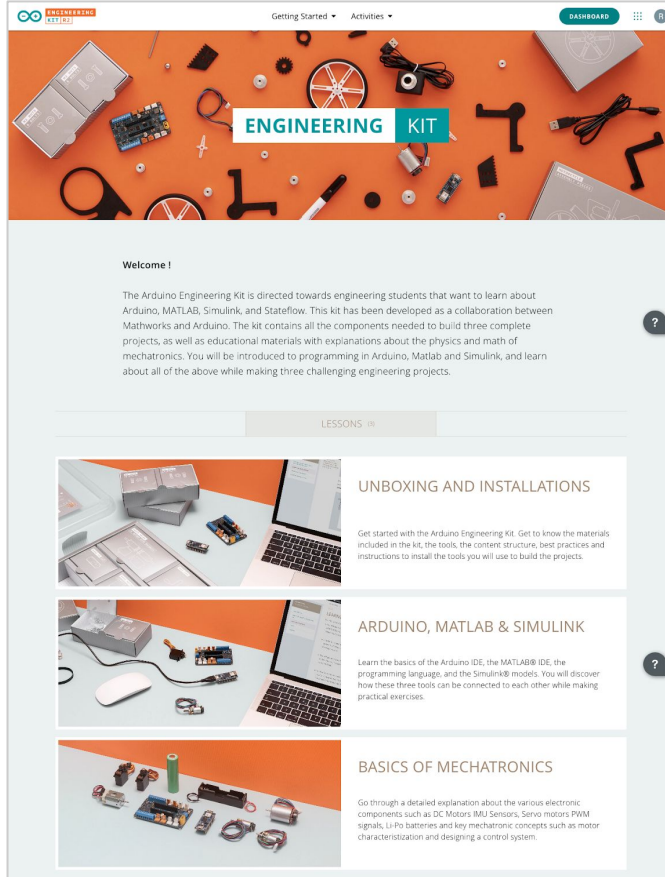 ENGINEERING
KIT R2
Getting Started
Activities
DASHBOARD
R
ENGINEERING KIT
Welcome !
The Arduino Engineering Kit is directed towards engineering students that want to learn about
Arduino, MATLAB, Simulink, and Stateflow. This kit has been developed as a collaboration between
Mathworks and Arduino. The kit contains all the components needed to build three complete
projects, as well as educational materials with explanations about the physics and math of
mechatronics. You will be introduced to programming in Arduino, Matlab and Simulink, and learn
about all of the above while making three challenging engineering projects.
?
LESSONS
UNBOXING AND INSTALLATIONS
Get started with the Arduino Engineering Kit. Get to know the materials
included in the kit, the tools, the content structure, best practices and
instructions to install the tools you will use to build the projects.
ARDUINO, MATLAB & SIMULINK
Learn the basics of the Arduino IDE, the MATLAB® IDE, the
programming language, and the Simulink® models. You will discover
how these three tools can be connected to each other while making
practical exercises.
?
BASICS OF MECHATRONICS
Go through a detailed explanation about the various electronic
components such as DC Motors IMU Sensors, Servo motors PWM
signals, Li-Po batteries and key mechatronic concepts such as motor
characteristization and designing a control system.